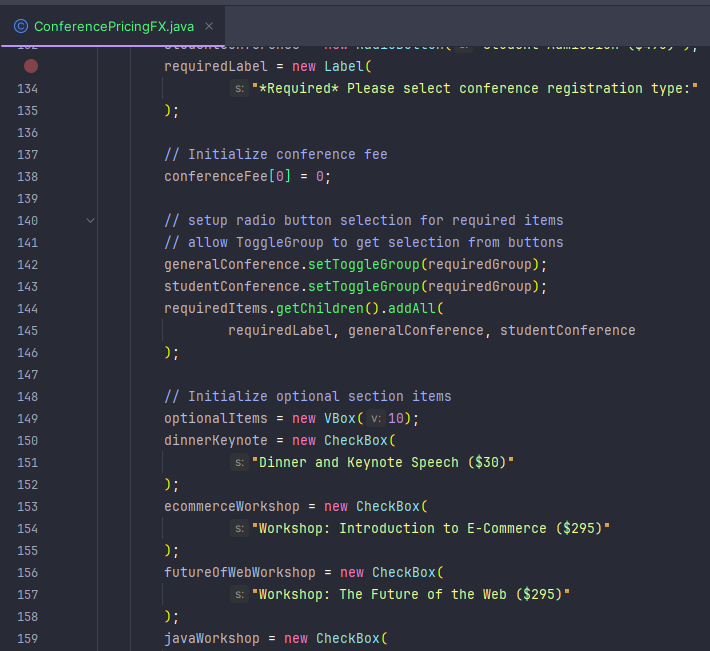 ConferencePricingFX.java
requiredLabel = new Label(
134 s: "*Required* Please select conference registration type:"
135 );
136
137 // Initialize conference fee
138 conferenceFee[0] = 0;
139
140 // setup radio button selection for required items
141 // allow ToggleGroup to get selection from buttons
142 generalConference.setToggleGroup(requiredGroup);
143 studentConference.setToggleGroup(requiredGroup);
144 requiredItems.getChildren().addAll(
145 requiredLabel, generalConference, studentConference
146 );
147
148 // Initialize optional section items
149 optionalItems = new VBox( v: 10);
150 dinnerKeynote = new CheckBox(
151 s: "Dinner and Keynote Speech ($30)"
152 );
153 ecommerceWorkshop = new CheckBox(
154 s: "Workshop: Introduction to E-Commerce ($295)"
155 );
156 futureOfWebWorkshop = new CheckBox(
157 s: "Workshop: The Future of the Web ($295)"
158 );
159 javaWorkshop = new CheckBox(